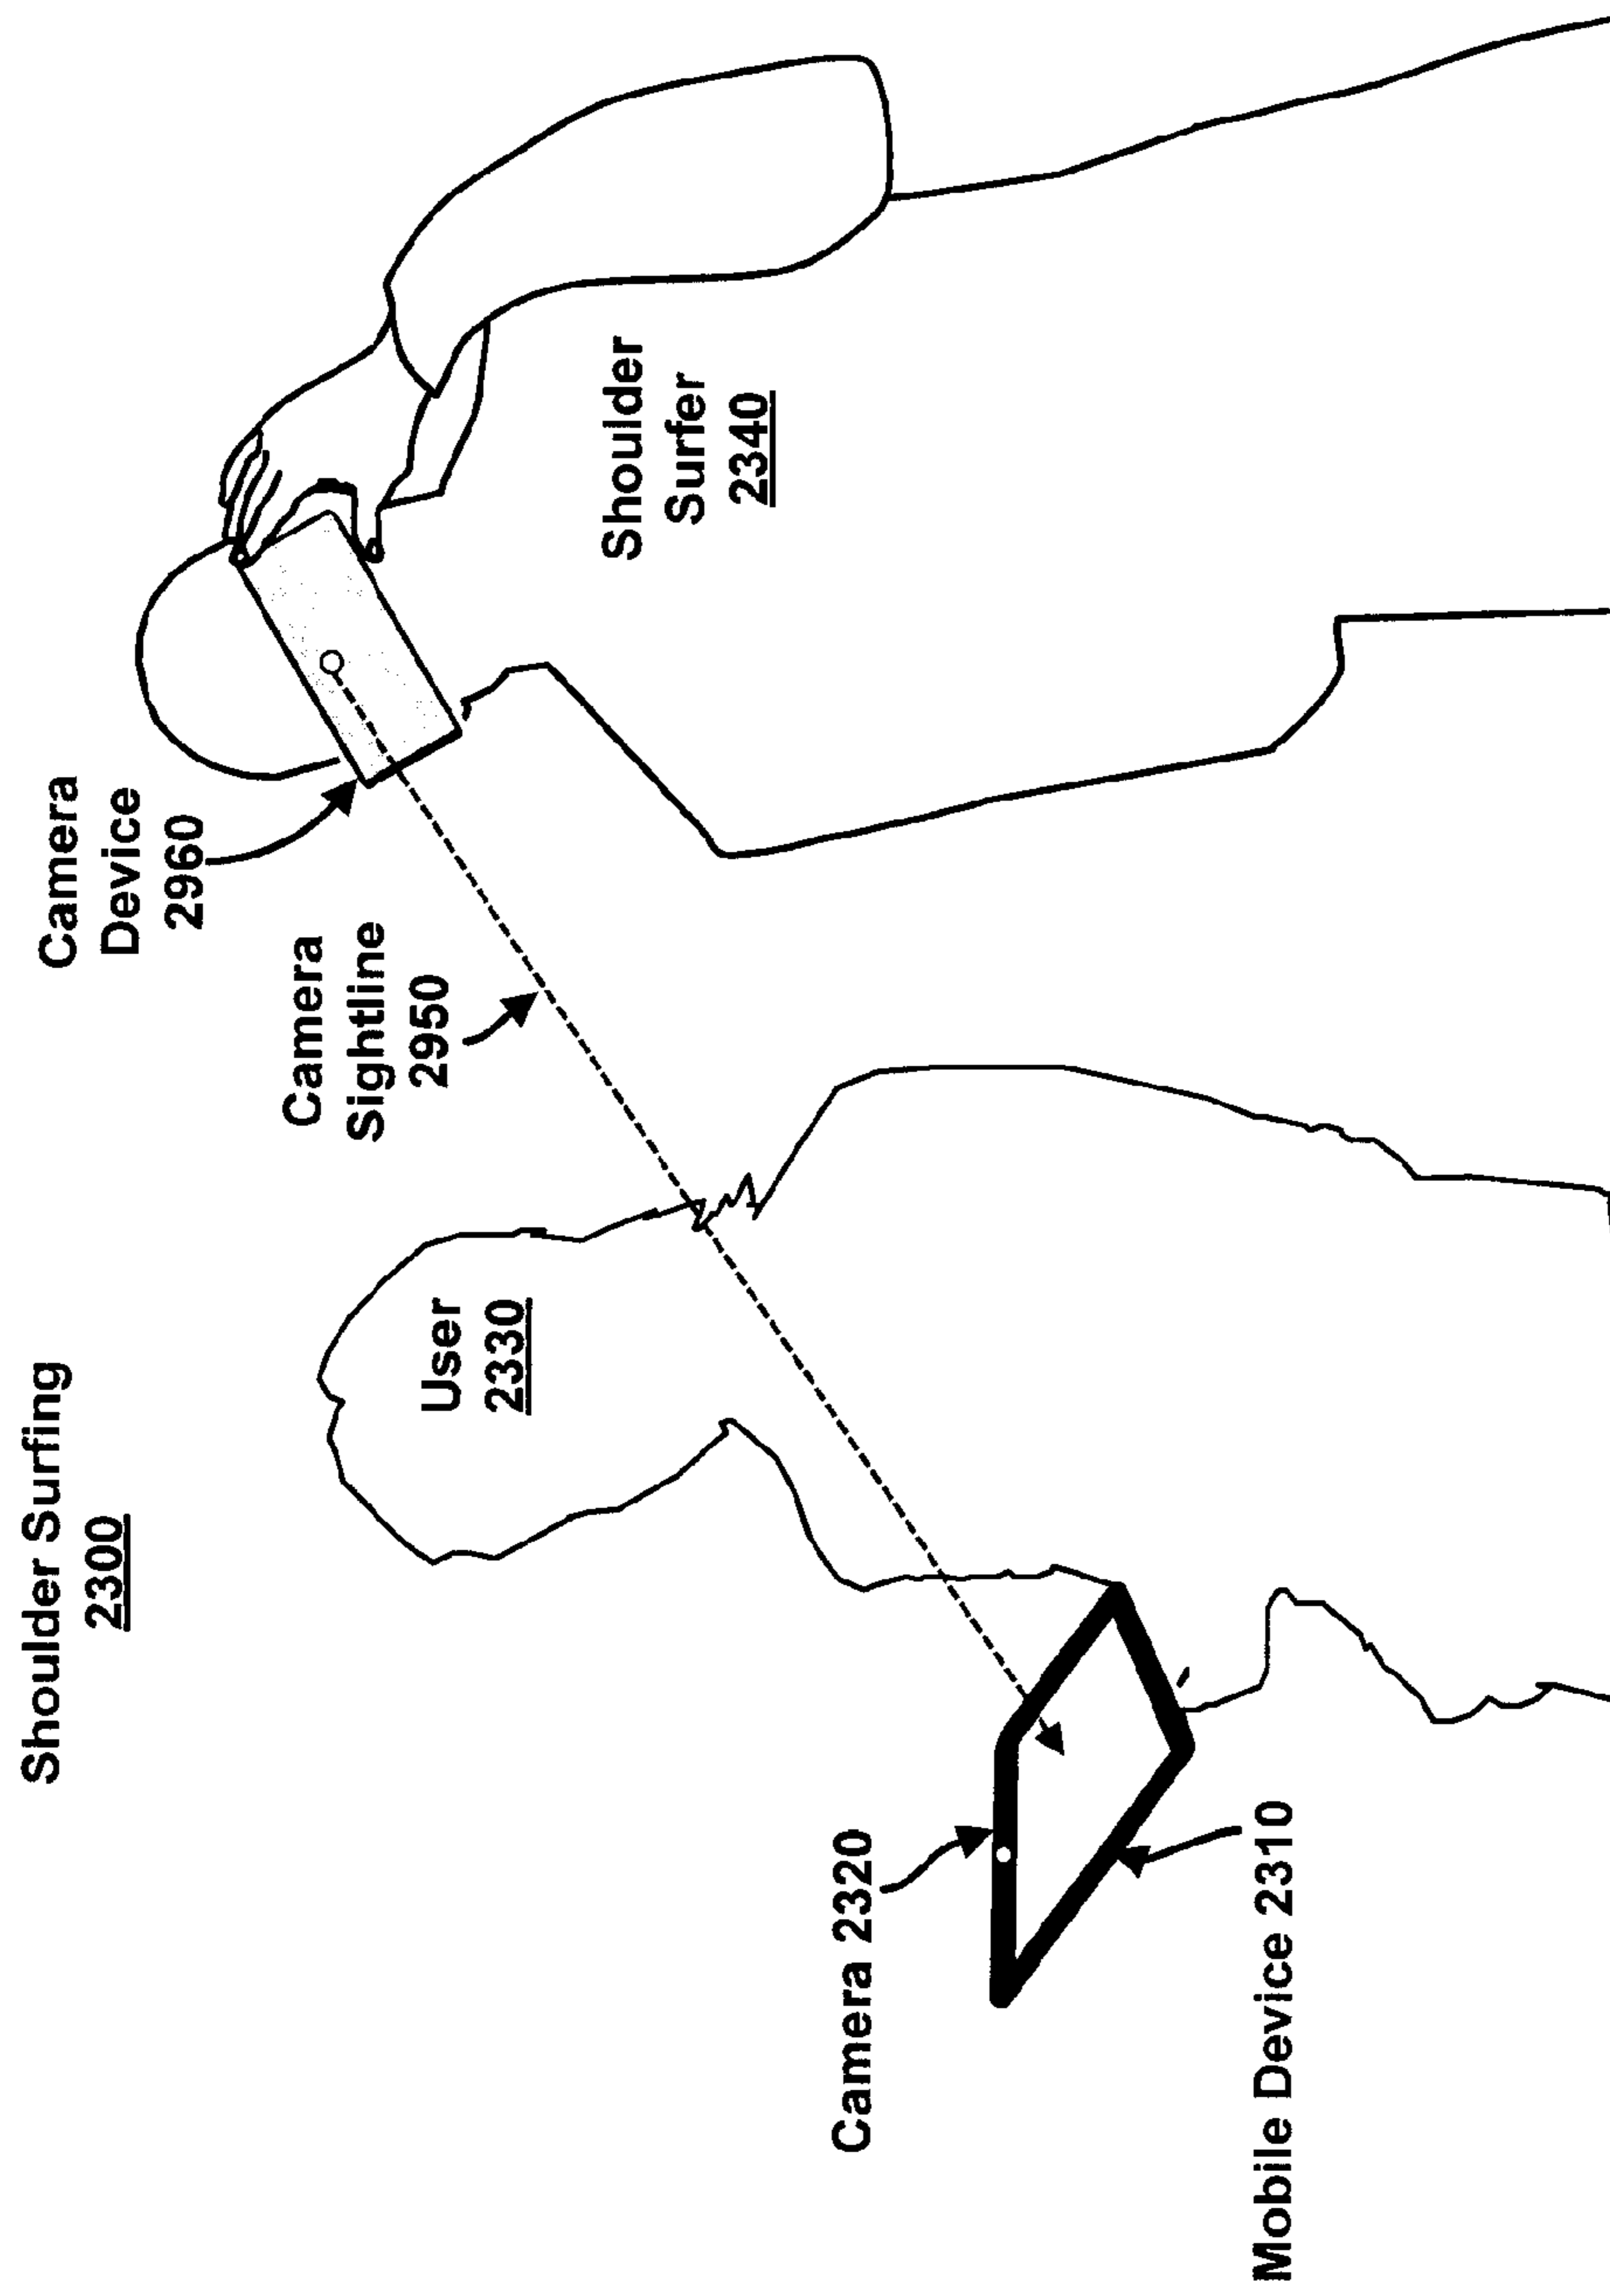 Shoulder Surfing
2300
Camera
Device
2960
Camera
Sightline
2950
User
2330
Shoulder
Surfer
2340
Camera 2320
Mobile Device 2310